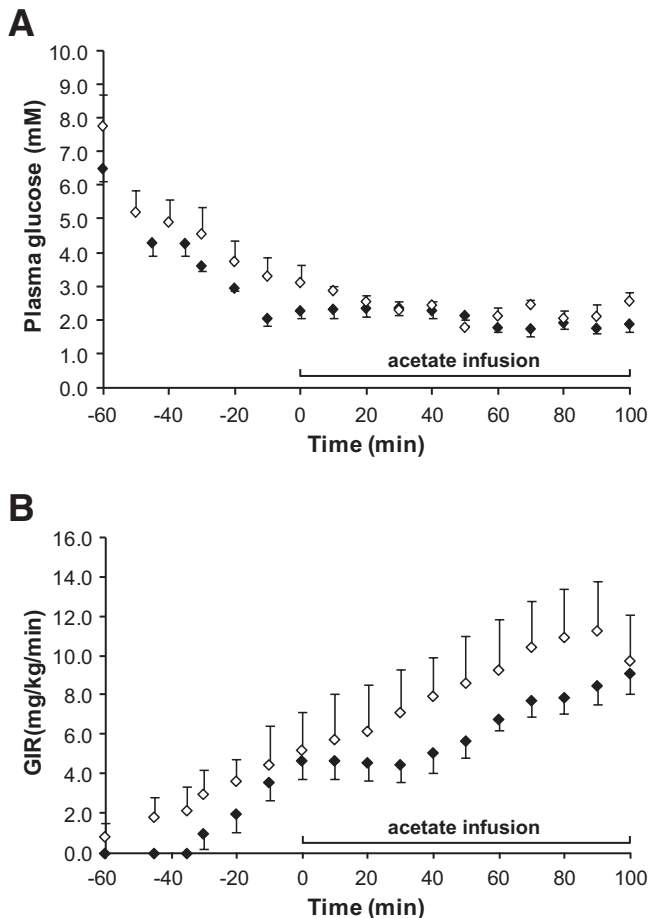 A
10.0
9.0
8.0
7.0
6.0
5.0
4.0
3.0
2.0
1.0
0.0
Plasma glucose (mM)
acetate infusion
-60 -40 -20 0 20 40 60 80 100
Time (min)
B
16.0
14.0
12.0
10.0
8.0
6.0
4.0
2.0
0.0
GIR(mg/kg/min)
acetate infusion
-60 -40 -20 0 20 40 60 80 100
Time (min)